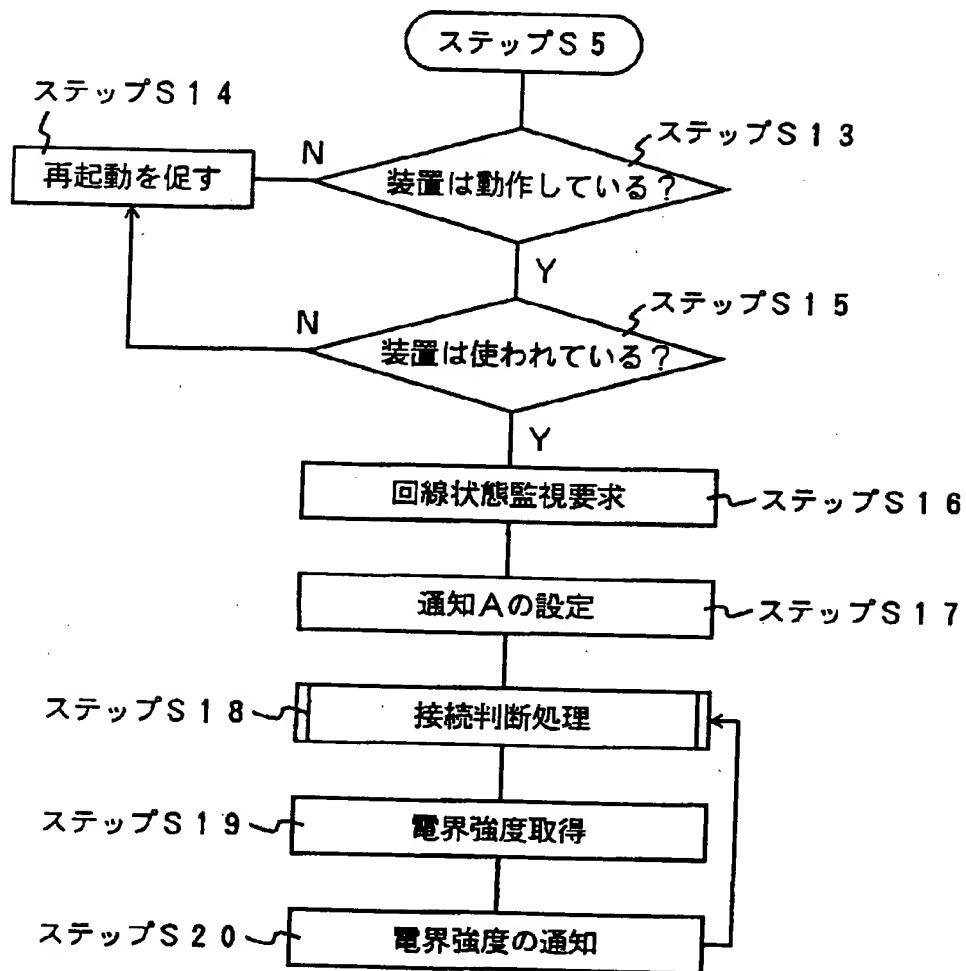 ステップS5
ステップS14
ステップS13
N
再起動を促す
装置は動作している?
Y
ステップS15
N
装置は使われている?
Y
回線状態監視要求
ステップS16
通知Aの設定
ステップS17
ステップS18
接続判断処理
ステップS19
電界強度取得
ステップS20
電界強度の通知